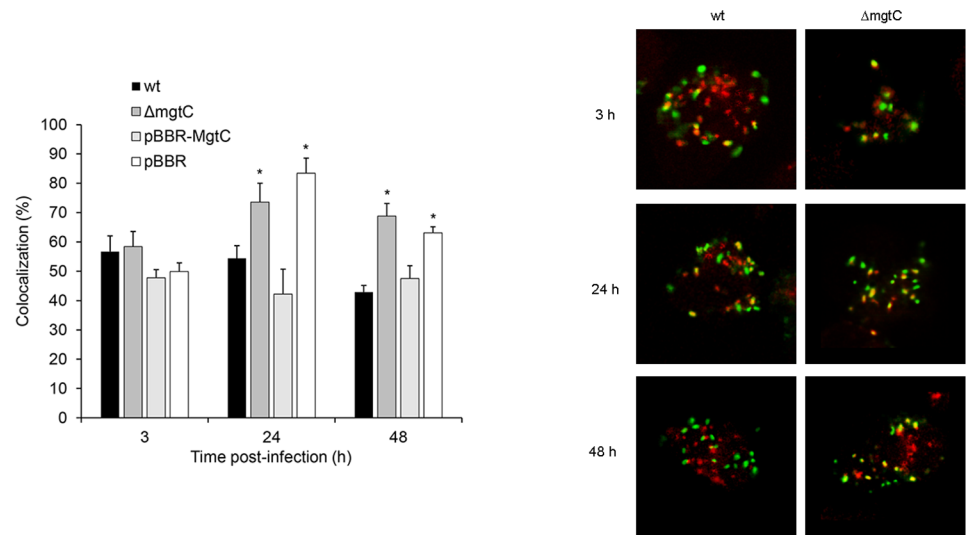 wt
ΔmgtC
pBBR-MgtC
pBBR
100
90
80
70
60
50
40
30
20
10
0
Colocalization (%)
*
*
*
*
3
24
48
Time post-infection (h)
wt ΔmgtC
3 h
24 h
48 h